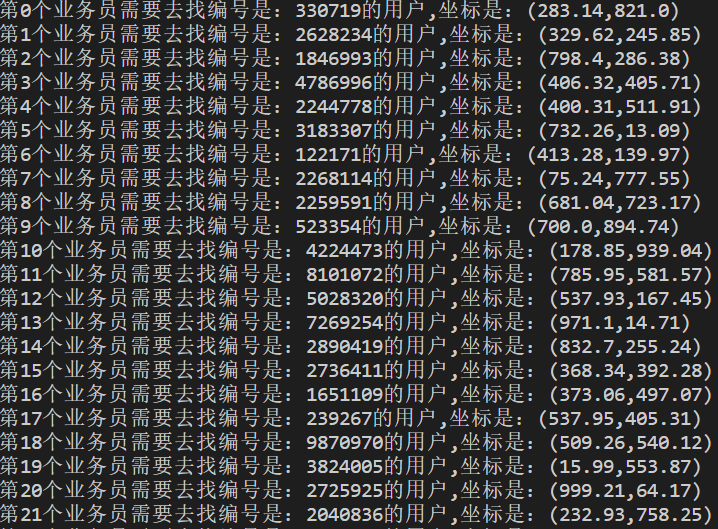 第0个业务员需要去找编号是：330719的用户,坐标是：(283.14,821.0)
第1个业务员需要去找编号是：2628234的用户,坐标是：(329.62,245.85)
第2个业务员需要去找编号是：1846993的用户,坐标是：(798.4,286.38)
第3个业务员需要去找编号是：4786996的用户,坐标是：(406.32,405.71)
第4个业务员需要去找编号是：2244778的用户,坐标是：(400.31,511.91)
第5个业务员需要去找编号是：3183307的用户,坐标是：(732.26,13.09)
第6个业务员需要去找编号是：122171的用户,坐标是：(413.28,139.97)
第7个业务员需要去找编号是：2268114的用户,坐标是：(75.24,777.55)
第8个业务员需要去找编号是：2259591的用户,坐标是：(681.04,723.17)
第9个业务员需要去找编号是：523354的用户,坐标是：(700.0,894.74)
第10个业务员需要去找编号是：4224473的用户,坐标是：(178.85,939.04)
第11个业务员需要去找编号是：8101072的用户,坐标是：(785.95,581.57)
第12个业务员需要去找编号是：5028320的用户,坐标是：(537.93,167.45)
第13个业务员需要去找编号是：7269254的用户,坐标是：(971.1,14.71)
第14个业务员需要去找编号是：2890419的用户,坐标是：(832.7,255.24)
第15个业务员需要去找编号是：2736411的用户,坐标是：(368.34,392.28)
第16个业务员需要去找编号是：1651109的用户,坐标是：(373.06,497.07)
第17个业务员需要去找编号是：239267的用户,坐标是：(537.95,405.31)
第18个业务员需要去找编号是：9870970的用户,坐标是：(509.26,540.12)
第19个业务员需要去找编号是：3824005的用户,坐标是：(15.99,553.87)
第20个业务员需要去找编号是：2725925的用户,坐标是：(999.21,64.17)
第21个业务员需要去找编号是：2040836的用户,坐标是：(232.93,758.25)